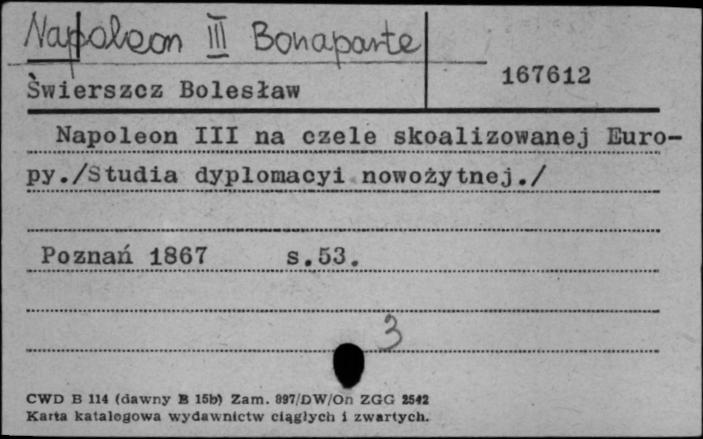 Napoleon III Bonaparte
Świerszcz Bolesław
167612
Napoleon III na czele skoalizowanej Euro-
py./Studia dyplomacyi nowożytnej./
Poznań 1867 s.53.
3
CWD B 114 (dawny B 15b) Zam. 897/DW/On ZGG 2542
Karta katalogowa wydawnictw ciągłych i zwartych.